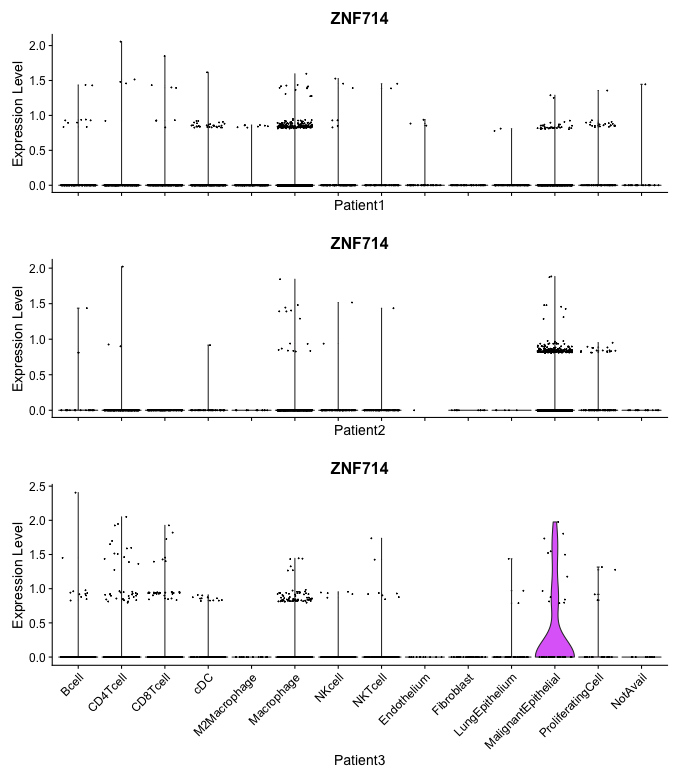 ZNF714
Expression Level
2.0
1.5
1.0
0.5
0.0
Patient1
ZNF714
Expression Level
2.0
1.5
1.0
0.5
0.0
Patient2
ZNF714
Expression Level
2.5
2.0
1.5
1.0
0.5
0.0
Bcell
CD4Tcell
CD8Tcell
cDC
M2Macrophage
Macrophage
NKcell
NKTcell
Endothelium
Fibroblast
LungEpithelium
MalignantEpithelial
ProliferatingCell
NotAvail
Patient3